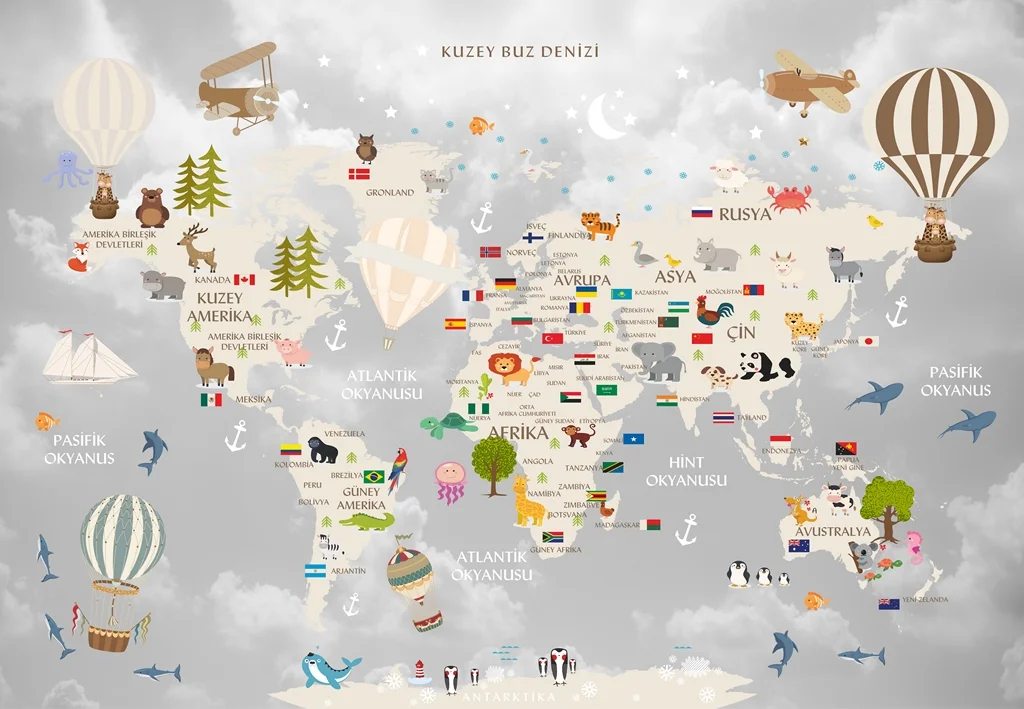 KUZEY BUZ DENİZİ
GRONLAND
RUSYA
AMERİKA BİRLEŞİK
DEVLETLERİ
İSVEÇ
FINLANDİYA
NORVEÇ
ESTONYA
LETONYA
BELARUS
POLONYA
AVRUPA
ASYA
KANADA
KUZEY
AMERİKA
ALMANYA
FRANSA
UKRAYNA
ROMANYA
İTALYA
KAZAKİSTAN
MOĞOLİSTAN
ÖZBEKİSTAN
İSPANYA
BULGARİSTAN
TÜRKMENİSTAN
TÜRKİYE
AFGANİSTAN
ÇİN
AMERİKA BİRLEŞİK
DEVLETLERİ
FAS
CEZAYİR
SURİYE
IRAK
İRAN
KUZEY
KORE
GÜNEY
KORE
JAPONYA
LİBYA
MISIR
PAKİSTAN
ATLANTİK
OKYANUSU
MORİTANYA
SUUDİ ARABİSTAN
PASİFİK
OKYANUS
NİJER
ÇAD
SUDAN
MEKSİKA
HİNDİSTAN
NİJERYA
ORTA
AFRİKA CUMHURİYETİ
GÜNEY SUDAN
ETİYOPYA
TAYLAND
AFRİKA
VENEZUELA
SOMALİ
PASİFİK
OKYANUS
KENYA
ENDONEZYA
KOLOMBİYA
ANGOLA
TANZANYA
HİNT
OKYANUSU
PAPUA
YENİ GİNE
BREZİLYA
PERU
GÜNEY
AMERİKA
BOLİVYA
ZAMBİYA
NAMİBYA
ZİMBABVE
BOTSVANA
MADAGASKAR
AVUSTRALYA
GÜNEY AFRİKA
ATLANTİK
OKYANUSU
ARJANTİN
YENİ ZELANDA
ANTARKTİKA